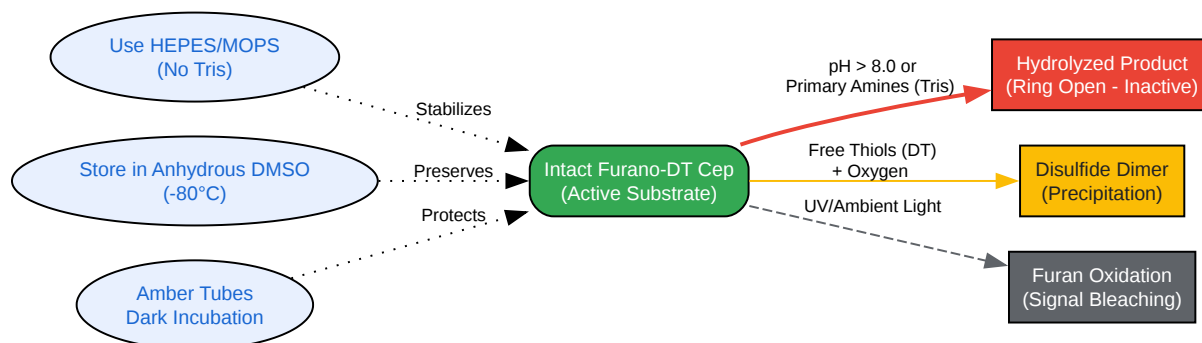 Use HEPES/MOPS
(No Tris)
Stabilizes
Store in Anhydrous DMSO
(-80°C)
Preserves
Amber Tubes
Dark Incubation
Protects
Intact Furano-DT Cep
(Active Substrate)
pH > 8.0 or
Primary Amines (Tris)
Hydrolyzed Product
(Ring Open - Inactive)
Free Thiols (DT)
+ Oxygen
Disulfide Dimer
(Precipitation)
UV/Ambient Light
Furan Oxidation
(Signal Bleaching)